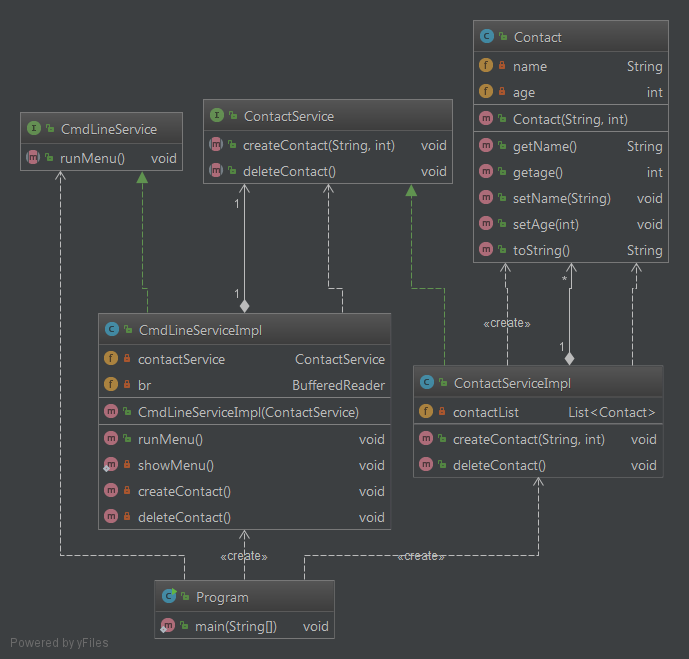 Contact
name String
age int
Contact(String, int)
getName() String
getage() int
setName(String) void
setAge(int) void
toString() String
CmdLineService
runMenu() void
ContactService
createContact(String, int) void
deleteContact() void
1
*
1
1
«create»
CmdLineServiceImpl
contactService ContactService
br BufferedReader
CmdLineServiceImpl(ContactService)
runMenu() void
showMenu() void
createContact() void
deleteContact() void
ContactServiceImpl
contactList List<Contact>
createContact(String, int) void
deleteContact() void
«create»
«create»
Program
main(String[]) void
Powered by yFiles